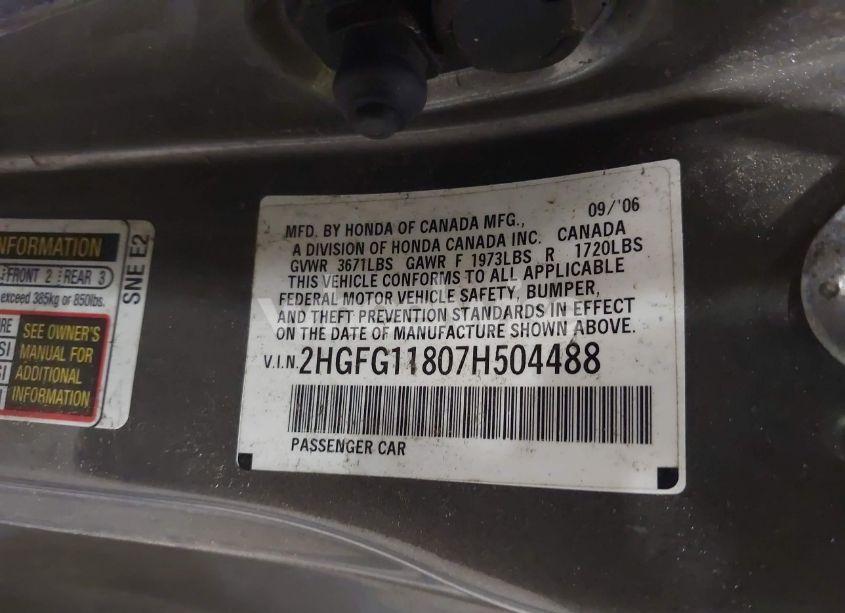 NFORMATION
FRONT 2 REAR 3
exceed 385kg or 850lbs.
SEE OWNER'S
MANUAL FOR
ADDITIONAL
INFORMATION
SNE E2
09/'06
MFD. BY HONDA OF CANADA MFG.,
A DIVISION OF HONDA CANADA INC. CANADA
GVWR 3671LBS GAWR F 1973LBS R 1720LBS
THIS VEHICLE CONFORMS TO ALL APPLICABLE
FEDERAL MOTOR VEHICLE SAFETY, BUMPER,
AND THEFT PREVENTION STANDARDS IN EFFECT
ON THE DATE OF MANUFACTURE SHOWN ABOVE.
V.I.N. 2HGFG11807H504488
PASSENGER CAR